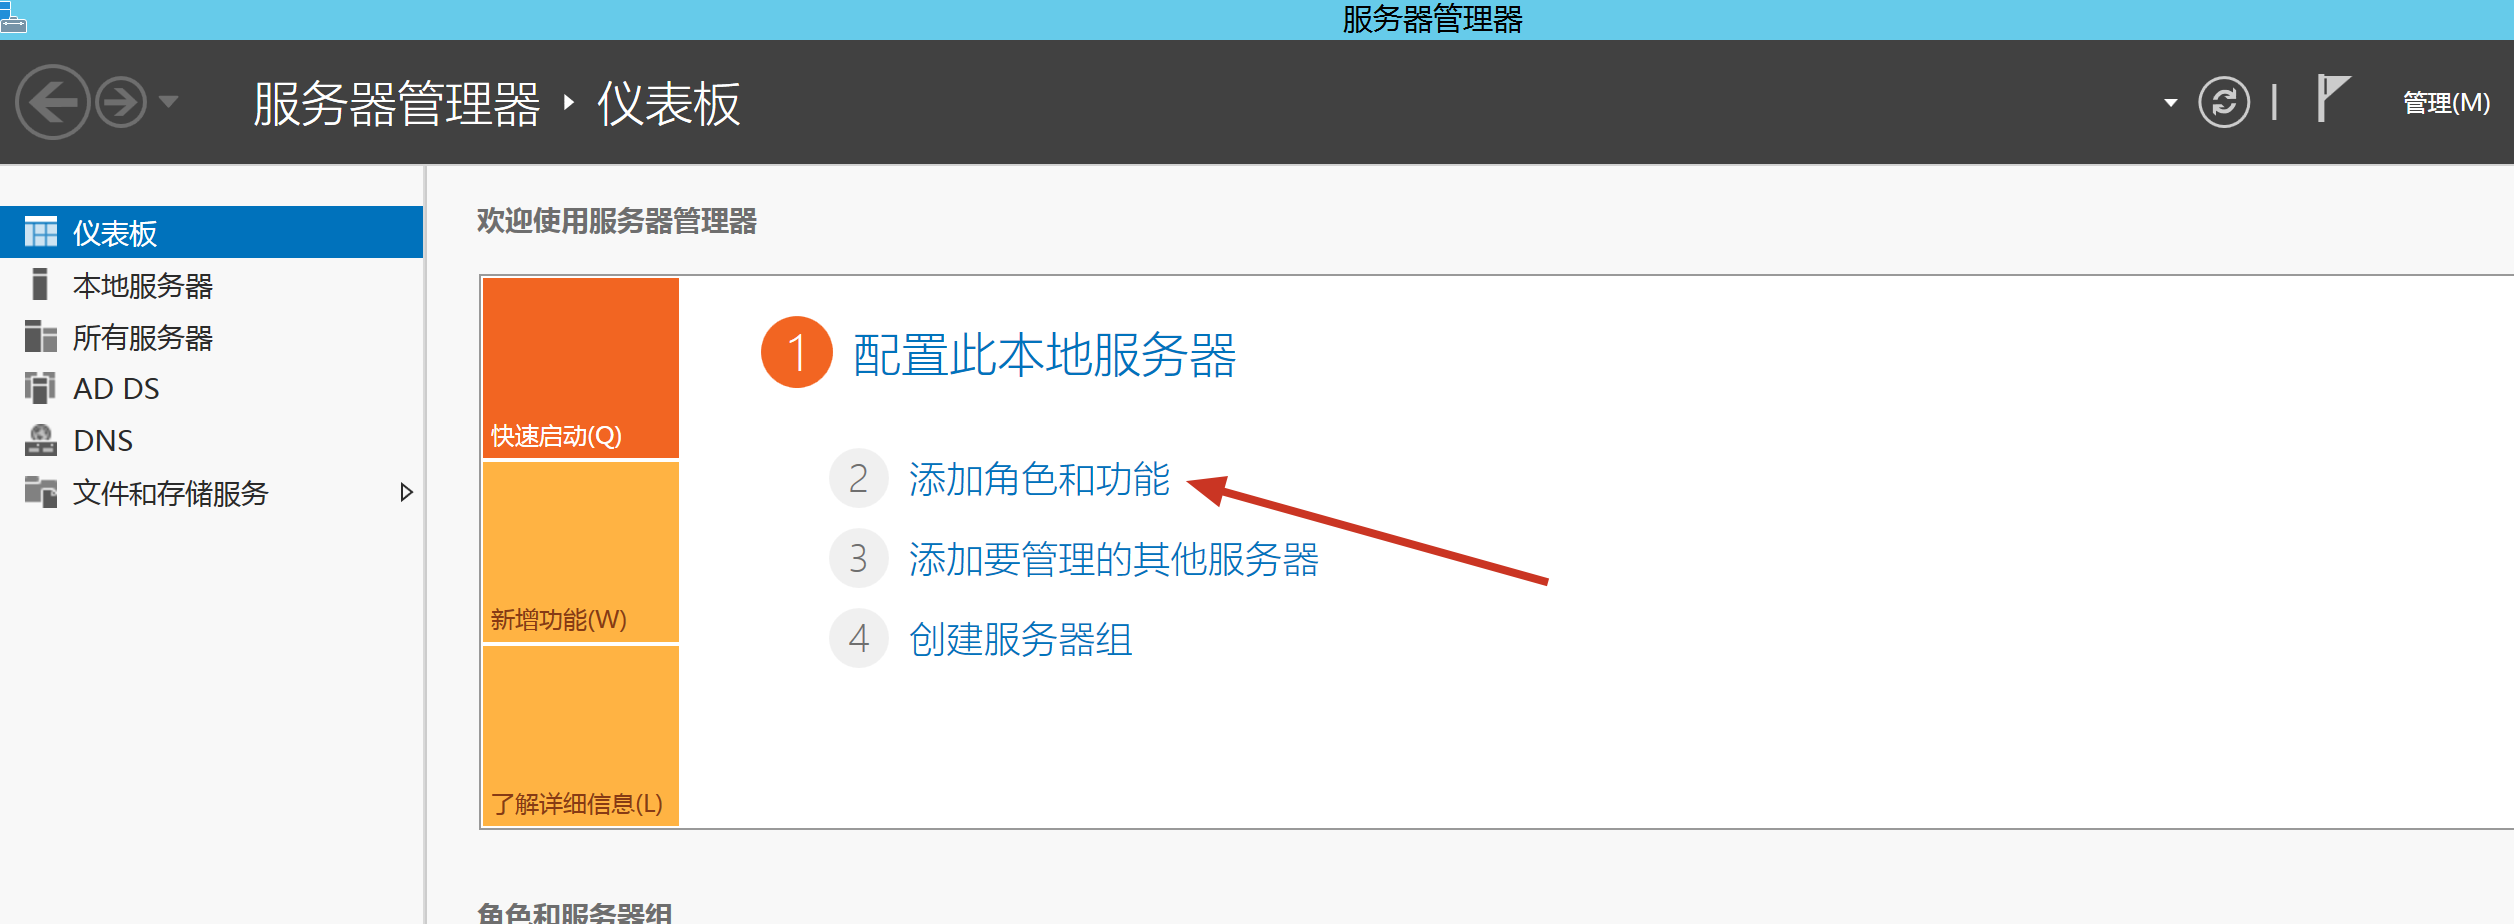 服务器管理器
服务器管理器 仪表板
管理(M)
仪表板
本地服务器
所有服务器
AD DS
DNS
文件和存储服务
欢迎使用服务器管理器
快速启动(Q)
新增功能(W)
了解详细信息(L)
1 配置此本地服务器
2 添加角色和功能
3 添加要管理的其他服务器
4 创建服务器组
角色和服务器组